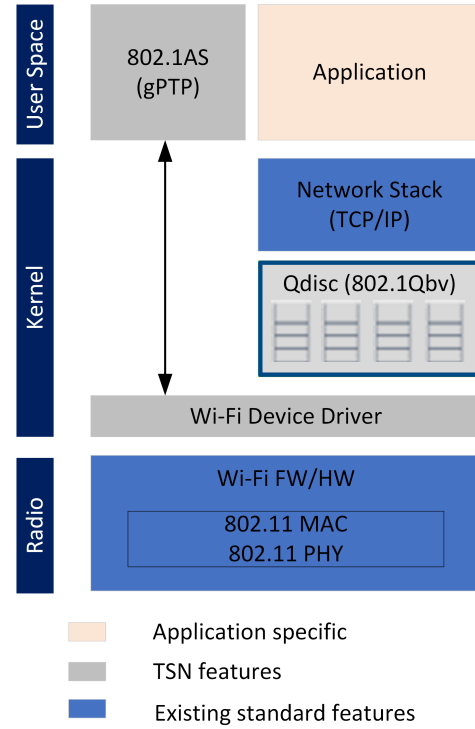 User Space
802.1AS
(gPTP)
Application
Kernel
Network Stack
(TCP/IP)
Qdisc (802.1Qbv)
Wi-Fi Device Driver
Radio
Wi-Fi FW/HW
802.11 MAC
802.11 PHY
Application specific
TSN features
Existing standard features